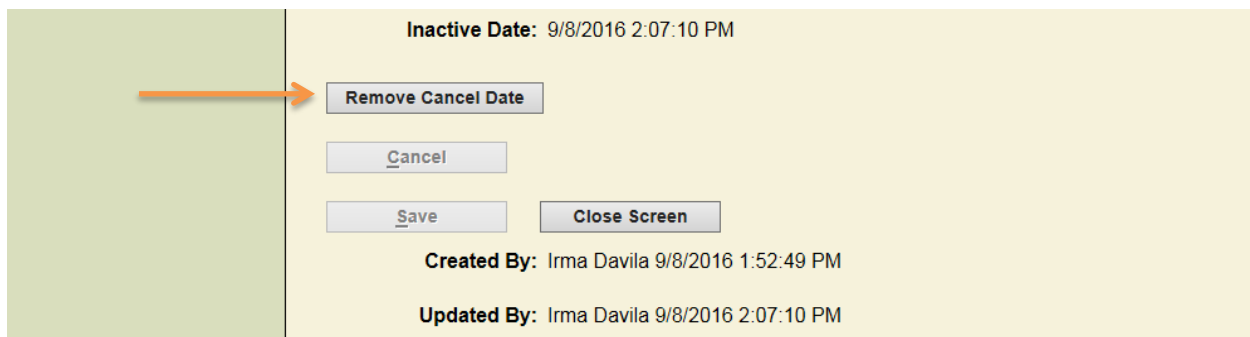 Inactive Date: 9/8/2016 2:07:10 PM
Remove Cancel Date
Cancel
Save Close Screen
Created By: Irma Davila 9/8/2016 1:52:49 PM
Updated By: Irma Davila 9/8/2016 2:07:10 PM